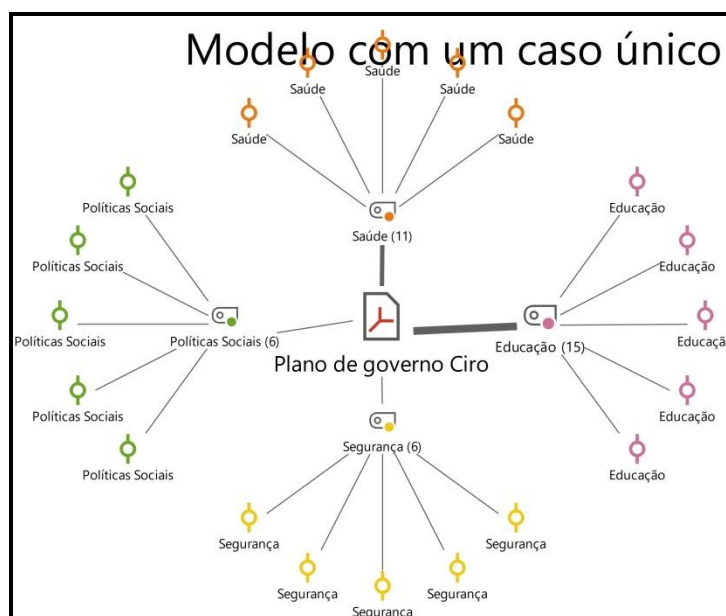 Modelo com um caso único
Saúde
Saúde
Saúde
Saúde
Saúde
Saúde (11)
Políticas Sociais
Políticas Sociais
Políticas Sociais
Políticas Sociais
Políticas Sociais
Políticas Sociais (6)
Plano de governo Ciro
Educação (15)
Educação
Educação
Educaçã
Educação
Educação
Segurança (6)
Segurança
Segurança
Segurança
Segurança
Segurança